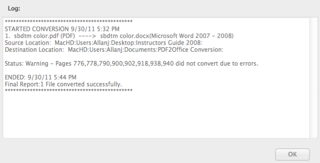 Log:
********************************************
STARTED CONVERSION 9/30/11 5:32 PM
1. sbdtm color.pdf (PDF) ----> sbdtm color.docx(Microsoft Word 2007 - 2008)
Source Location: MacHD:Users:AllanJ:Desktop:Instructors Guide 2008:
Destination Location: MacHD:Users:AllanJ:Documents:PDF2Office Conversion:
Status: Warning - Pages 776,778,790,900,902,918,938,940 did not convert due to errors.
ENDED: 9/30/11 5:44 PM
Final Report:1 File converted successfully.
********************************************
OK